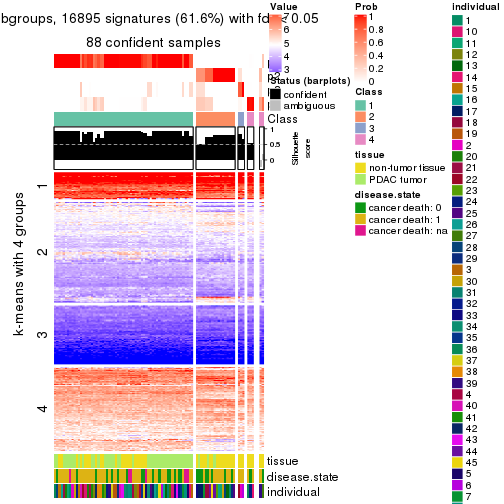 bgroups, 16895 signatures (61.6%) with fd 0.05
88 confident samples
Class
Silhouette
score
1
0.5
0
k-means with 4 groups
1
2
3
4
tissue
disease.state
individual
Value
6
5
4
3
Status (barplots)
confident
ambiguous
Class
1
2
3
4
tissue
non-tumor tissue
PDAC tumor
disease.state
cancer death: 0
cancer death: 1
cancer death: na
Prob
1
0.8
0.6
0.4
0.2
0
individual
1
10
11
12
13
14
15
16
17
18
19
2
20
21
22
23
24
25
26
27
28
29
3
30
31
32
33
34
35
36
37
38
39
4
40
41
42
43
44
45
5
6
7